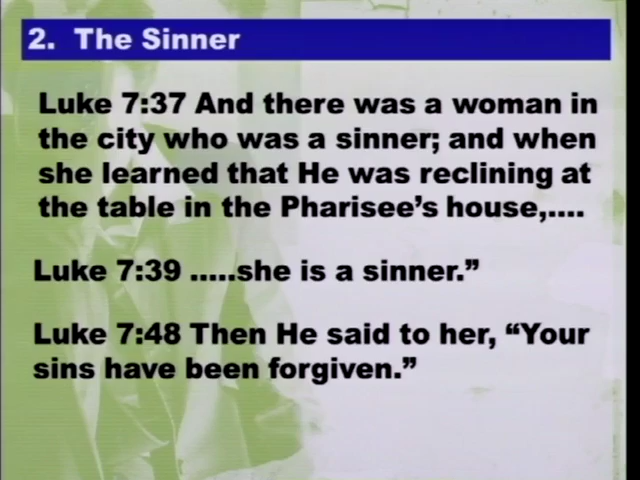 2. The Sinner
Luke 7:37 And there was a woman in
the city who was a sinner; and when
she learned that He was reclining at
the table in the Pharisee’s house,....
Luke 7:39 .....she is a sinner.”
Luke 7:48 Then He said to her, “Your
sins have been forgiven.”